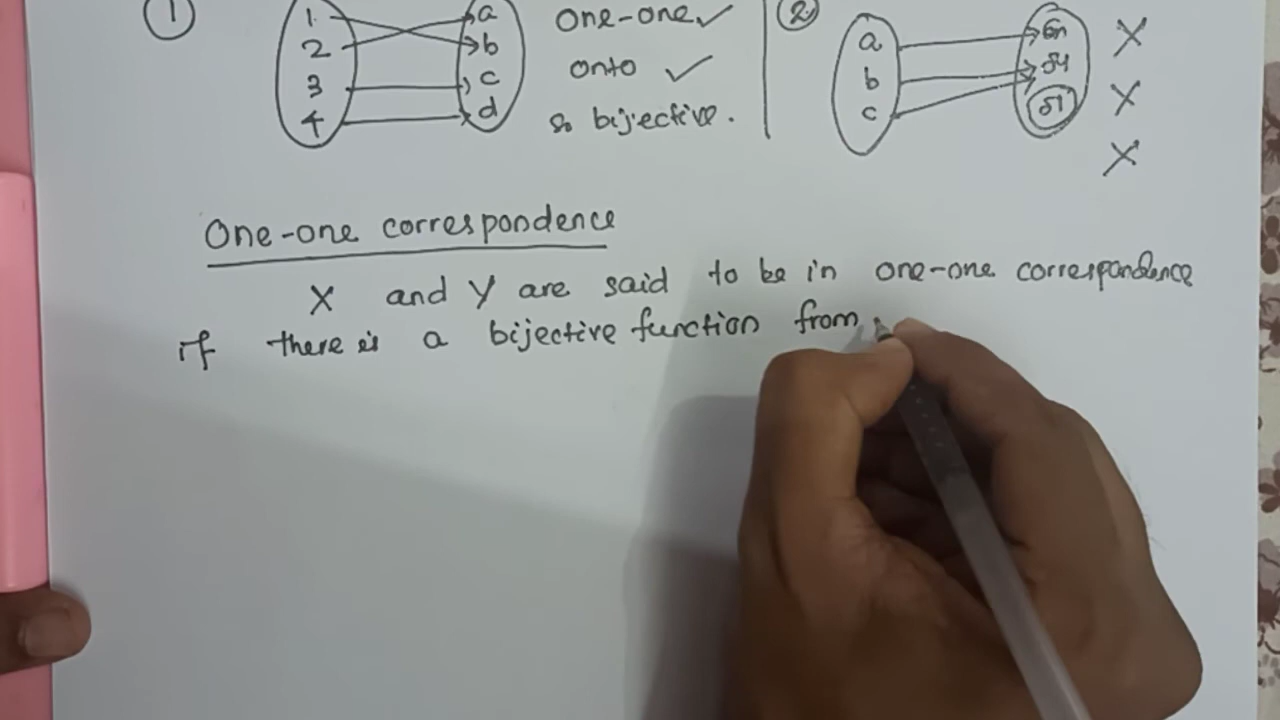 1
1 a
2 b
3 c
4 d
one-one ✓
onto ✓
so bijective.
2
a
b
c
X
X
X
One-one correspondence
X and Y are said to be in one-one correspondence
if there is a bijective function from